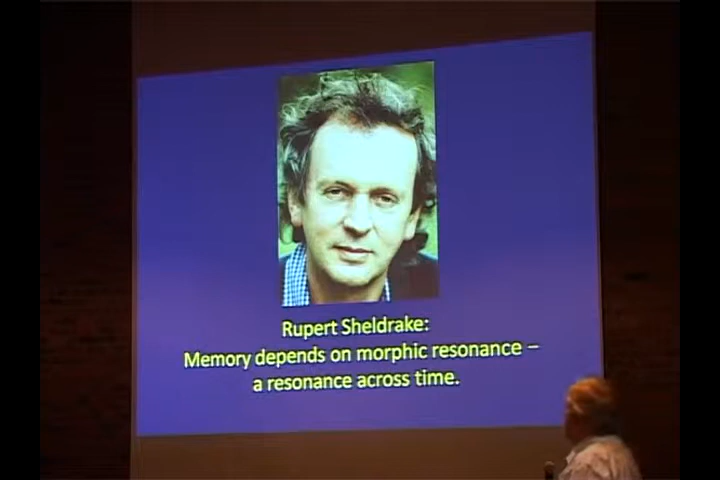 Rupert Sheldrake:
Memory depends on morphic resonance –
a resonance across time.